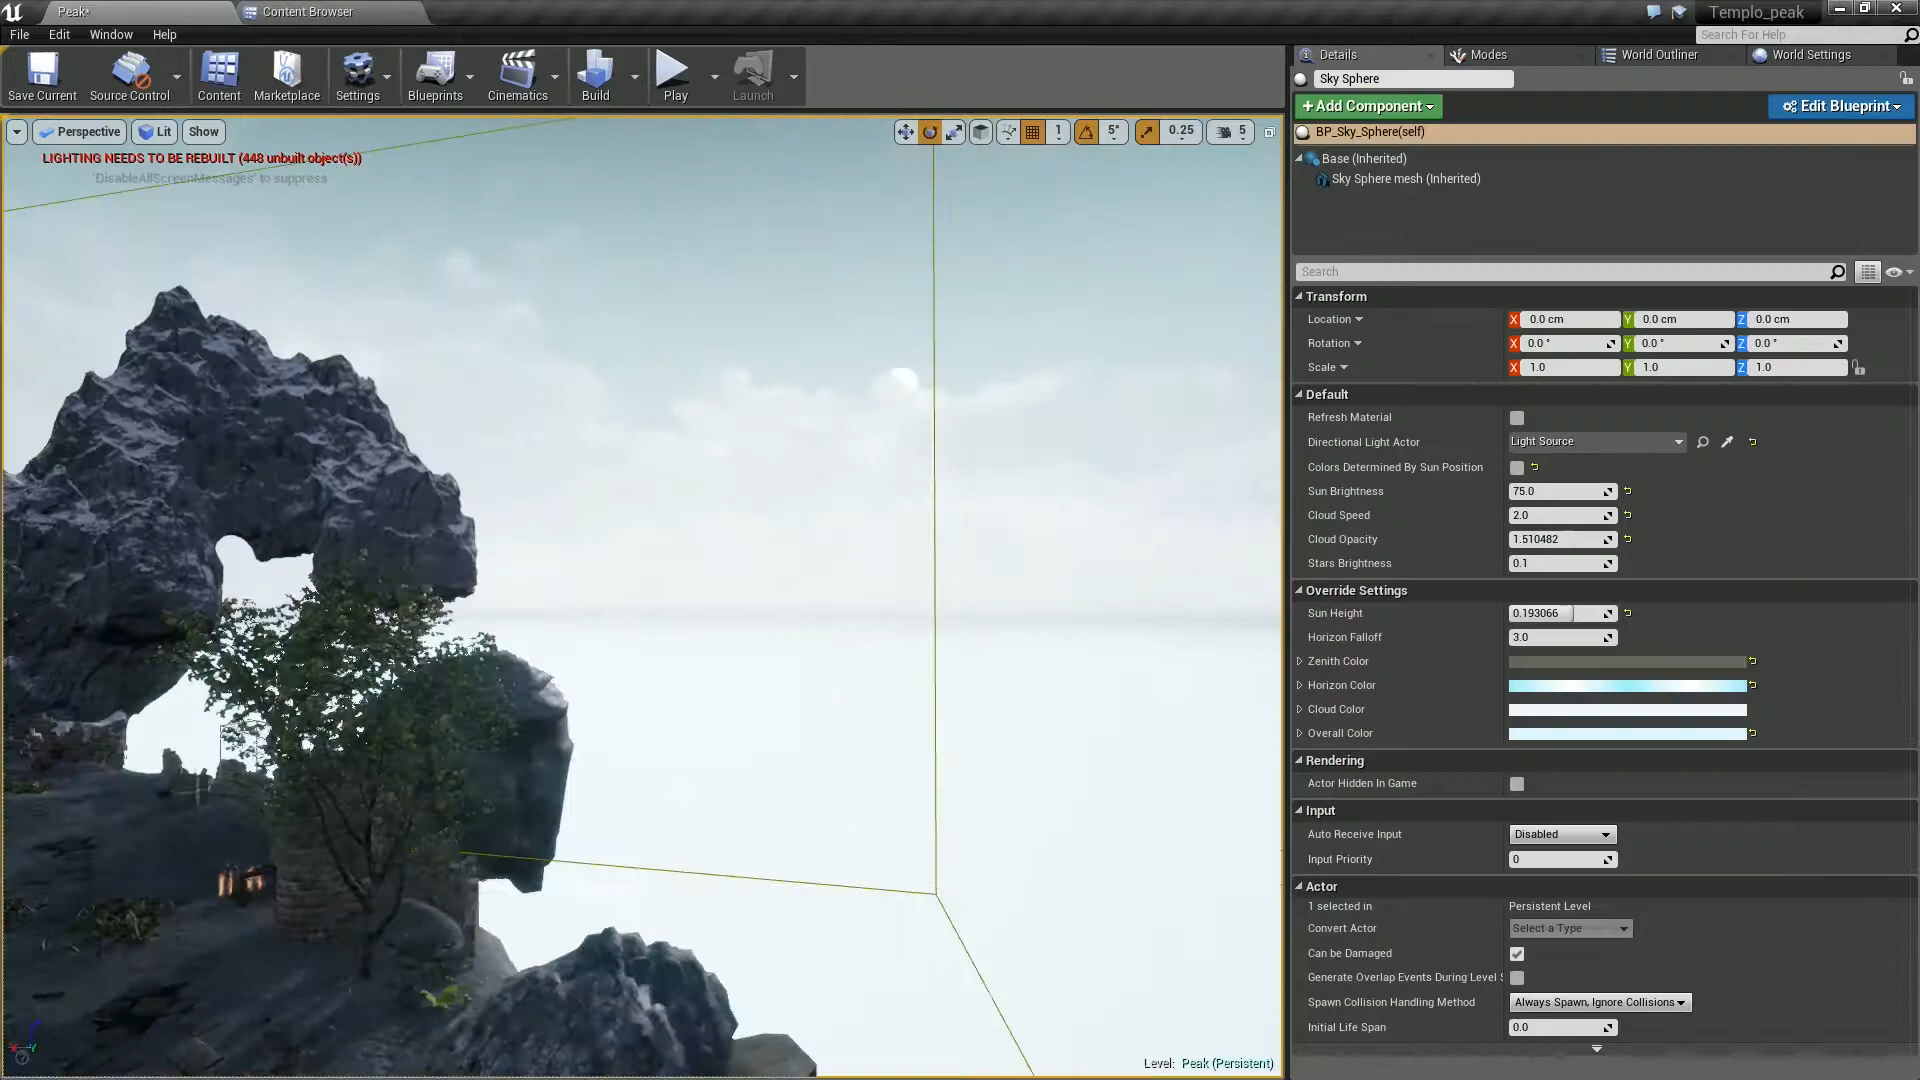 Peak*
Content Browser
Templo_peak
File Edit Window Help
Search For Help
Save Current
Source Control
Content
Marketplace
Settings
Blueprints
Cinematics
Build
Play
Launch
Details
Modes
World Outliner
World Settings
Sky Sphere
+Add Component
Edit Blueprint
BP_Sky_Sphere(self)
Base (Inherited)
Sky Sphere mesh (Inherited)
Perspective
Lit
Show
1
5°
0.25
5
LIGHTING NEEDS TO BE REBUILT (448 unbuilt object(s))
'DisableAllScreenMessages' to suppress
Search
Transform
Location X 0.0 cm Y 0.0 cm Z 0.0 cm
Rotation X 0.0 ° Y 0.0 ° Z 0.0 °
Scale X 1.0 Y 1.0 Z 1.0
Default
Refresh Material
Directional Light Actor Light Source
Colors Determined By Sun Position
Sun Brightness 75.0
Cloud Speed 2.0
Cloud Opacity 1.510482
Stars Brightness 0.1
Override Settings
Sun Height 0.193066
Horizon Falloff 3.0
Zenith Color
Horizon Color
Cloud Color
Overall Color
Rendering
Actor Hidden In Game
Input
Auto Receive Input Disabled
Input Priority 0
Actor
1 selected in Persistent Level
Convert Actor Select a Type
Can be Damaged
Generate Overlap Events During Level S
Spawn Collision Handling Method Always Spawn, Ignore Collisions
Initial Life Span 0.0
Level: Peak (Persistent)